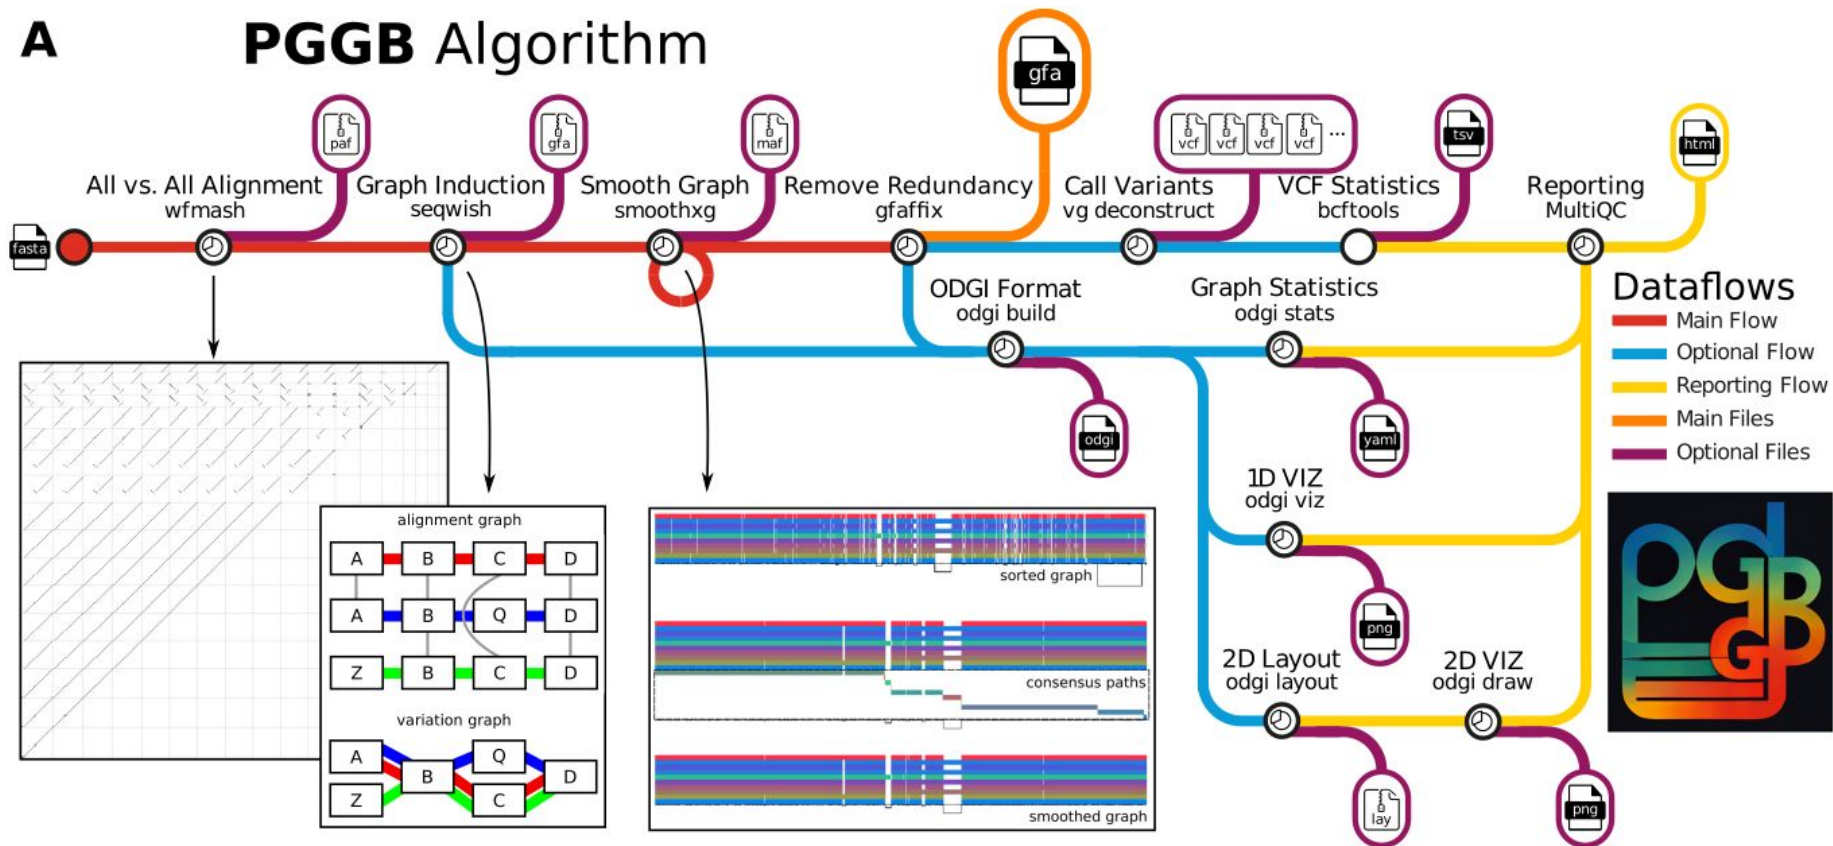 A
PGGB Algorithm
gfa
paf
gfa
maf
vcf vcf vcf vcf ...
tsv
html
All vs. All Alignment
wfmash
Graph Induction
seqwish
Smooth Graph
smoothxg
Remove Redundancy
gfaffix
Call Variants
vg deconstruct
VCF Statistics
bcftools
Reporting
MultiQC
fasta
ODGI Format
odgi build
Graph Statistics
odgi stats
Dataflows
Main Flow
Optional Flow
Reporting Flow
Main Files
Optional Files
odgi
yaml
1D VIZ
odgi viz
png
2D Layout
odgi layout
2D VIZ
odgi draw
lay
png
alignment graph
A B C D
A B Q D
Z B C D
variation graph
A Q
B D
Z C
sorted graph
consensus paths
smoothed graph
pgGB